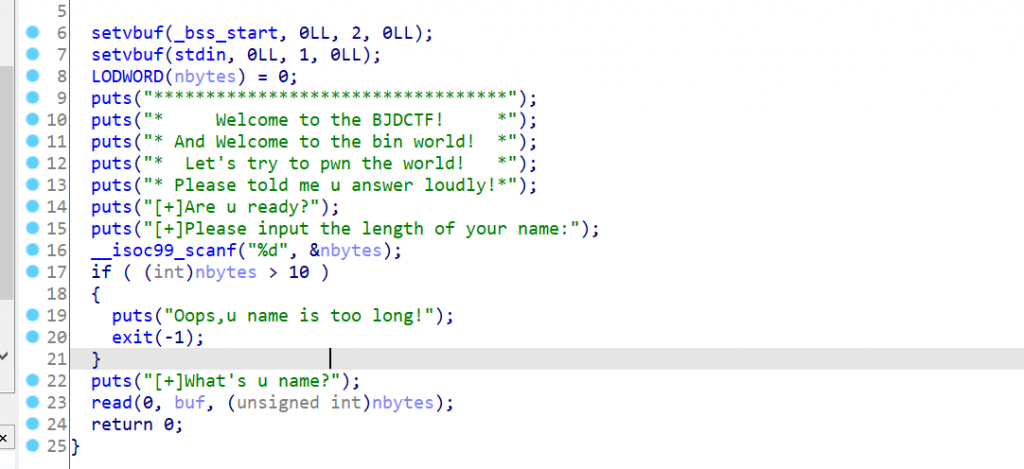 5
6 setvbuf(_bss_start, 0LL, 2, 0LL);
7 setvbuf(stdin, 0LL, 1, 0LL);
8 LODWORD(nbytes) = 0;
9 puts("**********************************");
10 puts("*     Welcome to the BJDCTF!     *");
11 puts("* And Welcome to the bin world!  *");
12 puts("*  Let's try to pwn the world!   *");
13 puts("* Please told me u answer loudly!*");
14 puts("[+]Are u ready?");
15 puts("[+]Please input the length of your name:");
16 __isoc99_scanf("%d", &nbytes);
17 if ( (int)nbytes > 10 )
18 {
19   puts("Oops,u name is too long!");
20   exit(-1);
21 }
22 puts("[+]What's u name?");
23 read(0, buf, (unsigned int)nbytes);
24 return 0;
25 }